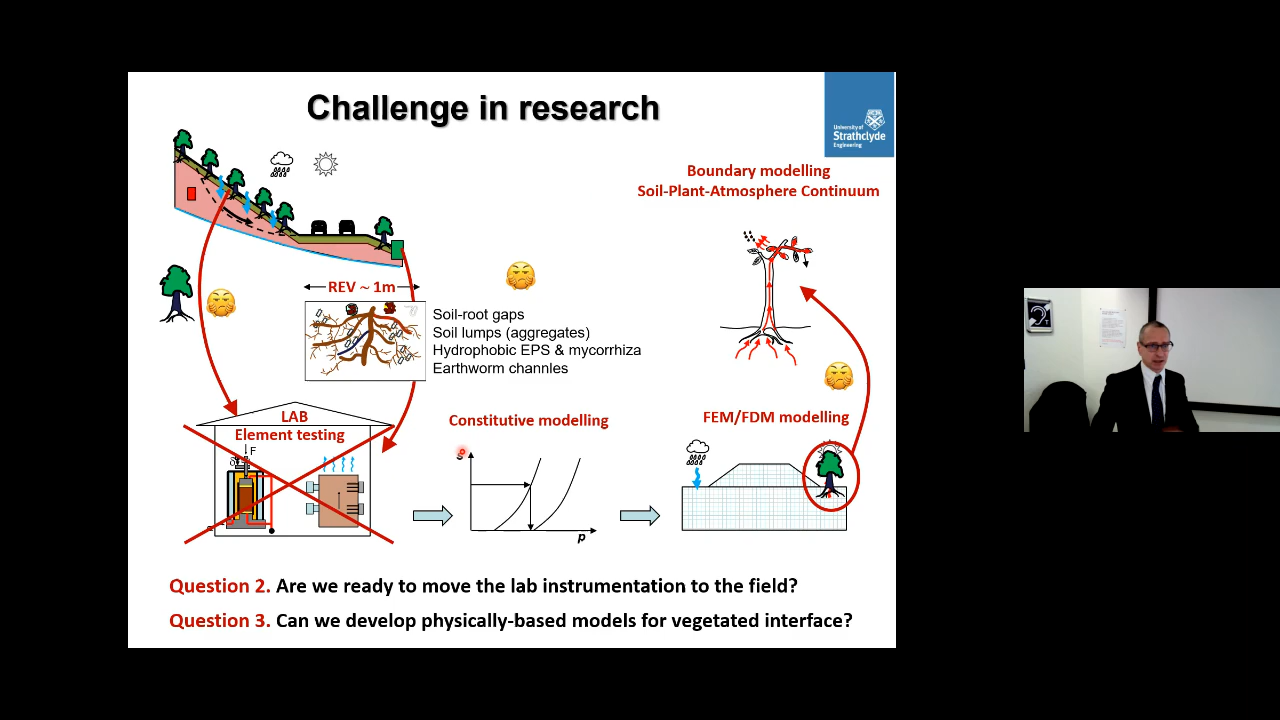 Challenge in research
University of
Strathclyde
Engineering
Boundary modelling
Soil-Plant-Atmosphere Continuum
REV ~ 1m
Soil-root gaps
Soil lumps (aggregates)
Hydrophobic EPS & mycorrhiza
Earthworm channles
LAB
Element testing
F
Constitutive modelling
p
FEM/FDM modelling
Question 2. Are we ready to move the lab instrumentation to the field?
Question 3. Can we develop physically-based models for vegetated interface?
T